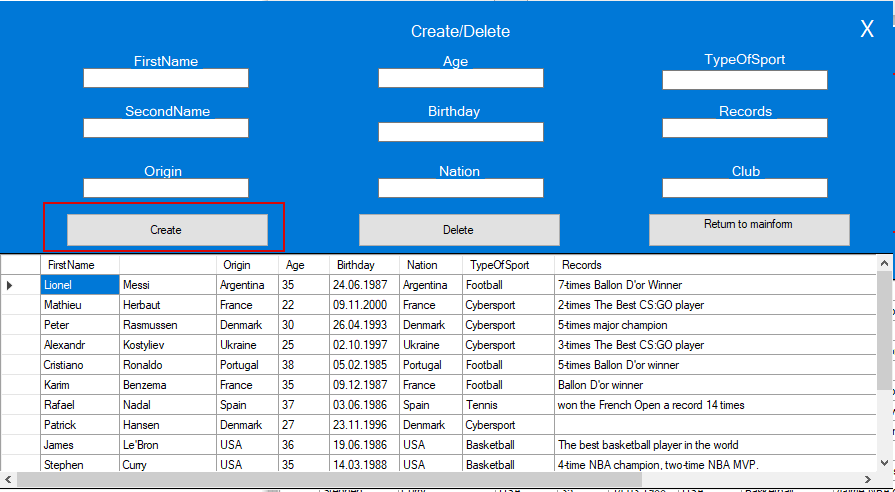 Create/Delete X
FirstName Age TypeOfSport
SecondName Birthday Records
Origin Nation Club
Create Delete Return to mainform
FirstName Origin Age Birthday Nation TypeOfSport Records
Lionel Messi Argentina 35 24.06.1987 Argentina Football 7-times Ballon D'or Winner
Mathieu Herbaut France 22 09.11.2000 France Cybersport 2-times The Best CS:GO player
Peter Rasmussen Denmark 30 26.04.1993 Denmark Cybersport 5-times major champion
Alexandr Kostyliev Ukraine 25 02.10.1997 Ukraine Cybersport 3-times The Best CS:GO player
Cristiano Ronaldo Portugal 38 05.02.1985 Portugal Football 5-times Ballon D'or winner
Karim Benzema France 35 09.12.1987 France Football Ballon D'or winner
Rafael Nadal Spain 37 03.06.1986 Spain Tennis won the French Open a record 14 times
Patrick Hansen Denmark 27 23.11.1996 Denmark Cybersport
James Le'Bron USA 36 19.06.1986 USA Basketball The best basketball player in the world
Stephen Curry USA 35 14.03.1988 USA Basketball 4-time NBA champion, two-time NBA MVP.